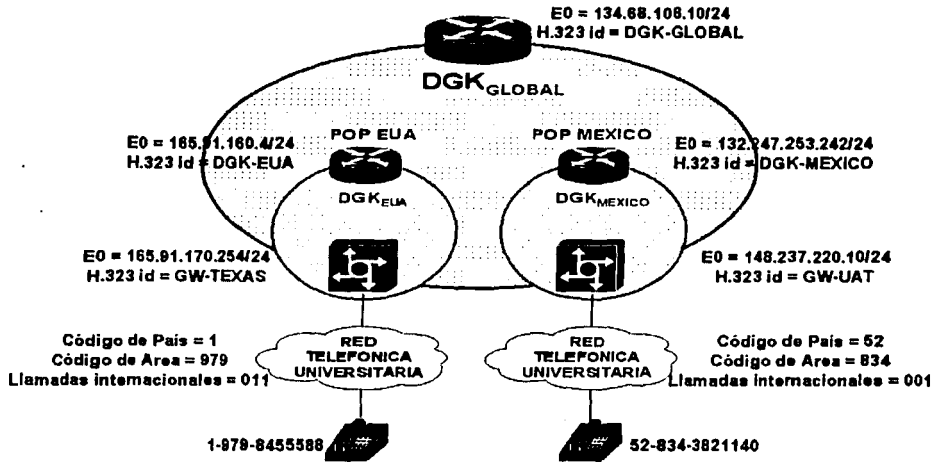 E0 = 134.68.108.10/24
H.323 id = DGK-GLOBAL
DGK GLOBAL
POP EUA
POP MEXICO
E0 = 165.91.160.4/24
H.323 id = DGK-EUA
E0 = 132.247.253.242/24
H.323 id = DGK-MEXICO
DGK EUA
DGK MEXICO
E0 = 165.91.170.254/24
H.323 id = GW-TEXAS
E0 = 148.237.220.10/24
H.323 id = GW-UAT
Código de País = 1
Código de Area = 979
Llamadas internacionales = 011
RED
TELEFONICA
UNIVERSITARIA
RED
TELEFONICA
UNIVERSITARIA
Código de País = 52
Código de Area = 834
Llamadas internacionales = 001
1-979-8455588
52-834-3821140